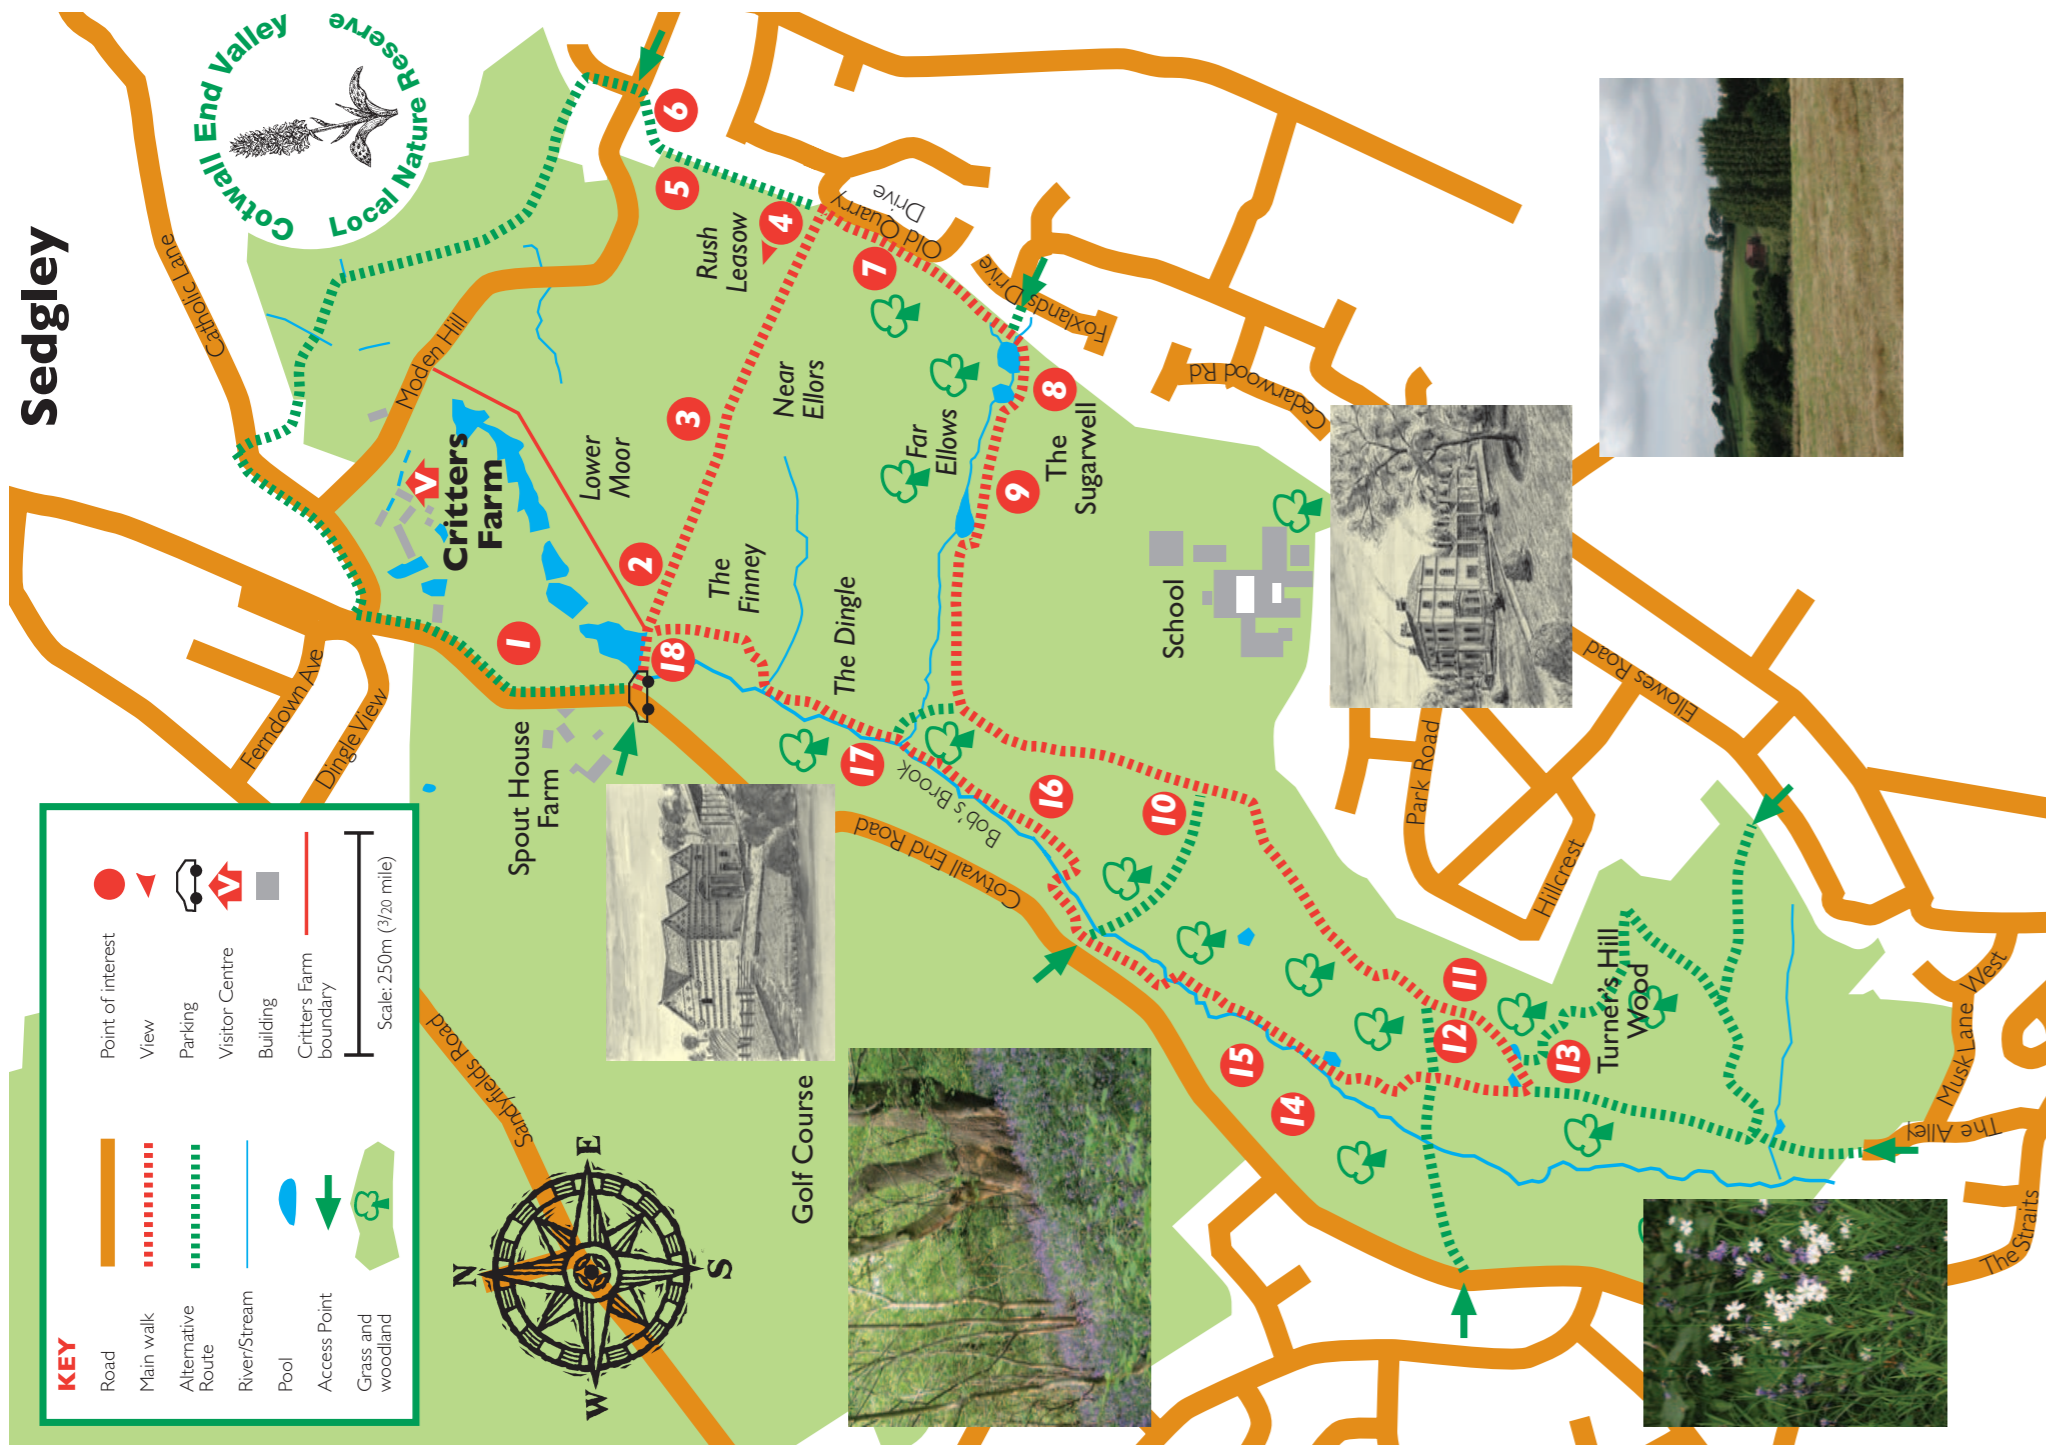 Sedgley
Cotwall End Valley
Local Nature Reserve
KEY
Road
Main walk
Alternative
Route
River/Stream
Pool
Access Point
Grass and
woodland
Point of interest
View
Parking
Visitor Centre
V
Building
Critters Farm
boundary
Scale: 250m (3/20 mile)
N
E
S
W
Catholic Lane
Moden Hill
Ferndown Ave
Dingle View
Sandyfields Road
Cotwall End Road
Critters
Farm
V
Lower
Moor
Rush
Leasow
Near
Ellors
The
Finney
The Dingle
Far
Ellows
The
Sugarwell
School
Spout House
Farm
Golf Course
Bob's Brook
Old Quarry
Drive
Foxlands Drive
Cedarwood Rd
Ellowes Road
Park Road
Hillcrest
Turner's Hill
Wood
Musk Lane West
The Alley
The Straits
1
2
3
4
5
6
7
8
9
10
11
12
13
14
15
16
17
18